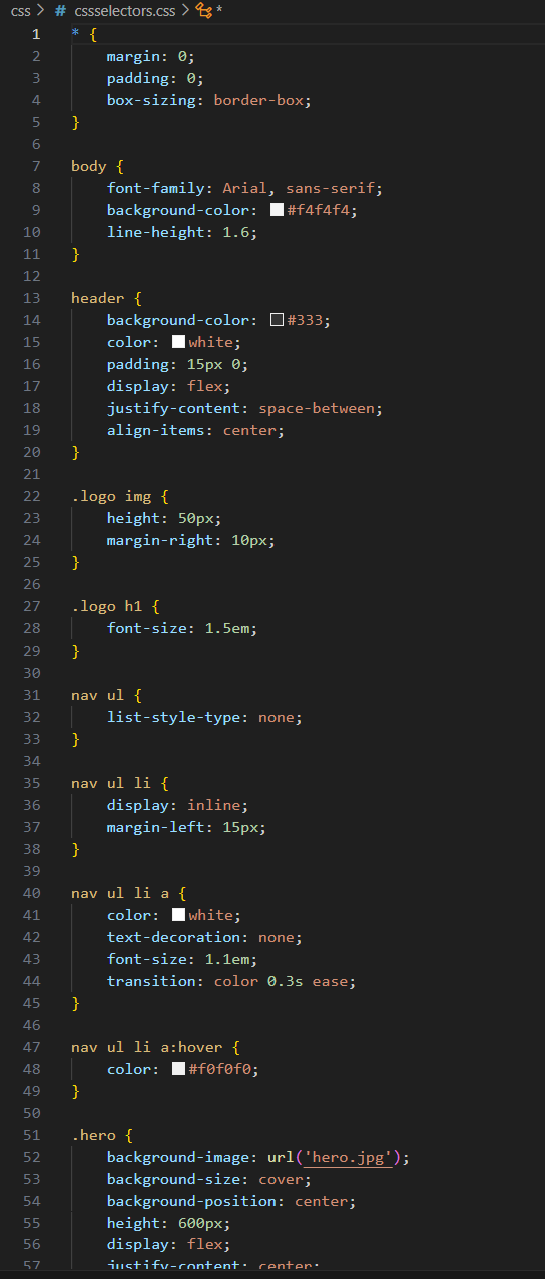 css > # cssselectors.css > *
1 * {
2     margin: 0;
3     padding: 0;
4     box-sizing: border-box;
5 }
6
7 body {
8     font-family: Arial, sans-serif;
9     background-color: #f4f4f4;
10     line-height: 1.6;
11 }
12
13 header {
14     background-color: #333;
15     color: white;
16     padding: 15px 0;
17     display: flex;
18     justify-content: space-between;
19     align-items: center;
20 }
21
22 .logo img {
23     height: 50px;
24     margin-right: 10px;
25 }
26
27 .logo h1 {
28     font-size: 1.5em;
29 }
30
31 nav ul {
32     list-style-type: none;
33 }
34
35 nav ul li {
36     display: inline;
37     margin-left: 15px;
38 }
39
40 nav ul li a {
41     color: white;
42     text-decoration: none;
43     font-size: 1.1em;
44     transition: color 0.3s ease;
45 }
46
47 nav ul li a:hover {
48     color: #f0f0f0;
49 }
50
51 .hero {
52     background-image: url('hero.jpg');
53     background-size: cover;
54     background-position: center;
55     height: 600px;
56     display: flex;
57     justify-content: center;